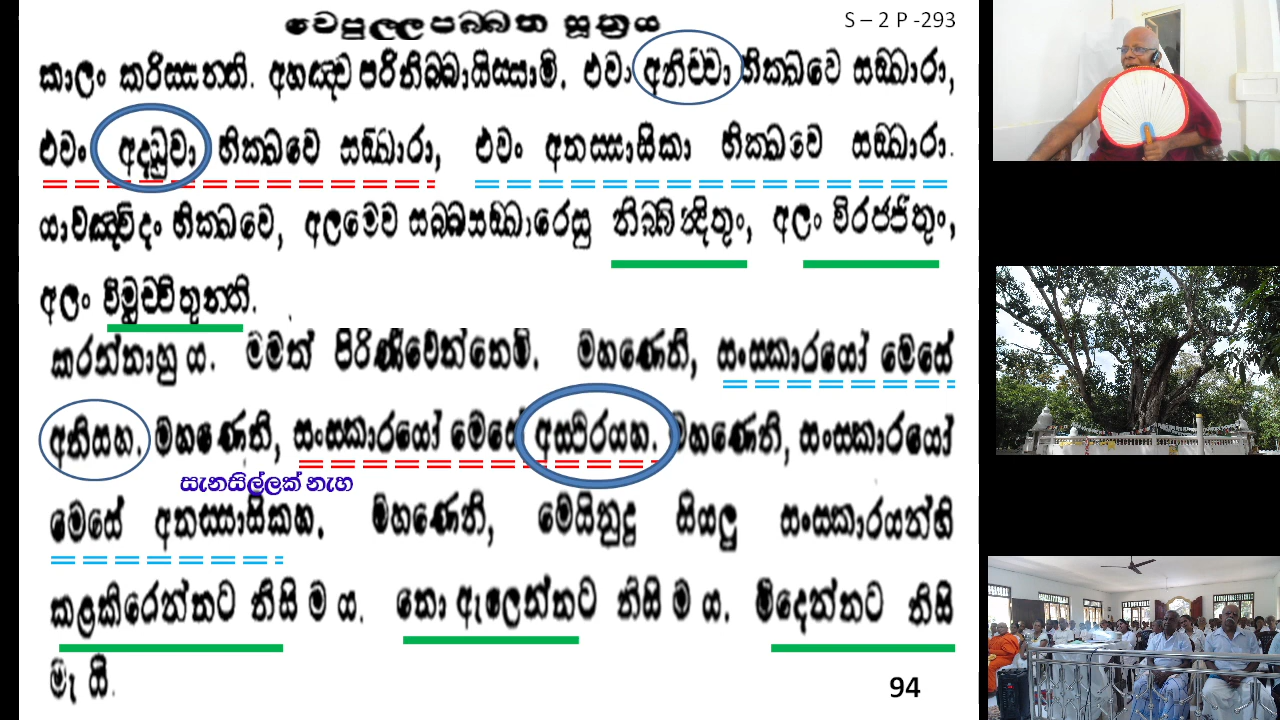 වෙපුල්ලපබ්බත සූත්‍රය
S – 2 P -293
කාලං කරිස්සන්ති. අහඤ්ච පරිනිබ්බායිස්සාමි. එවං අනිච්චා භික්ඛවෙ සඞ්ඛාරා,
එවං අද්ධුවා භික්ඛවෙ සඞ්ඛාරා, එවං අනස්සාසිකා භික්ඛවෙ සඞ්ඛාරා.
යාවඤ්චිදං භික්ඛවෙ, අලමෙව සබ්බසඞ්ඛාරෙසු නිබ්බින්දිතුං, අලං විරජ්ජිතුං,
අලං විමුච්චිතුන්ති.
කරන්නාහු ය. මමත් පිරිණිවෙන්නෙමි. මහණෙනි, සංස්කාරයෝ මෙසේ
අනිත්‍යහ. මහණෙනි, සංස්කාරයෝ මෙසේ අස්ථිරයහ. මහණෙනි, සංස්කාරයෝ
සැනසිල්ලක් නැහ
මෙසේ අනස්සාසිකහ. මහණෙනි, මෙයිනුදු සියලු සංස්කාරයන්හි
කළකිරෙන්නට නිසි ම ය. නො ඇලෙන්නට නිසි ම ය. මිදෙන්නට නිසි
මැ යි.
94